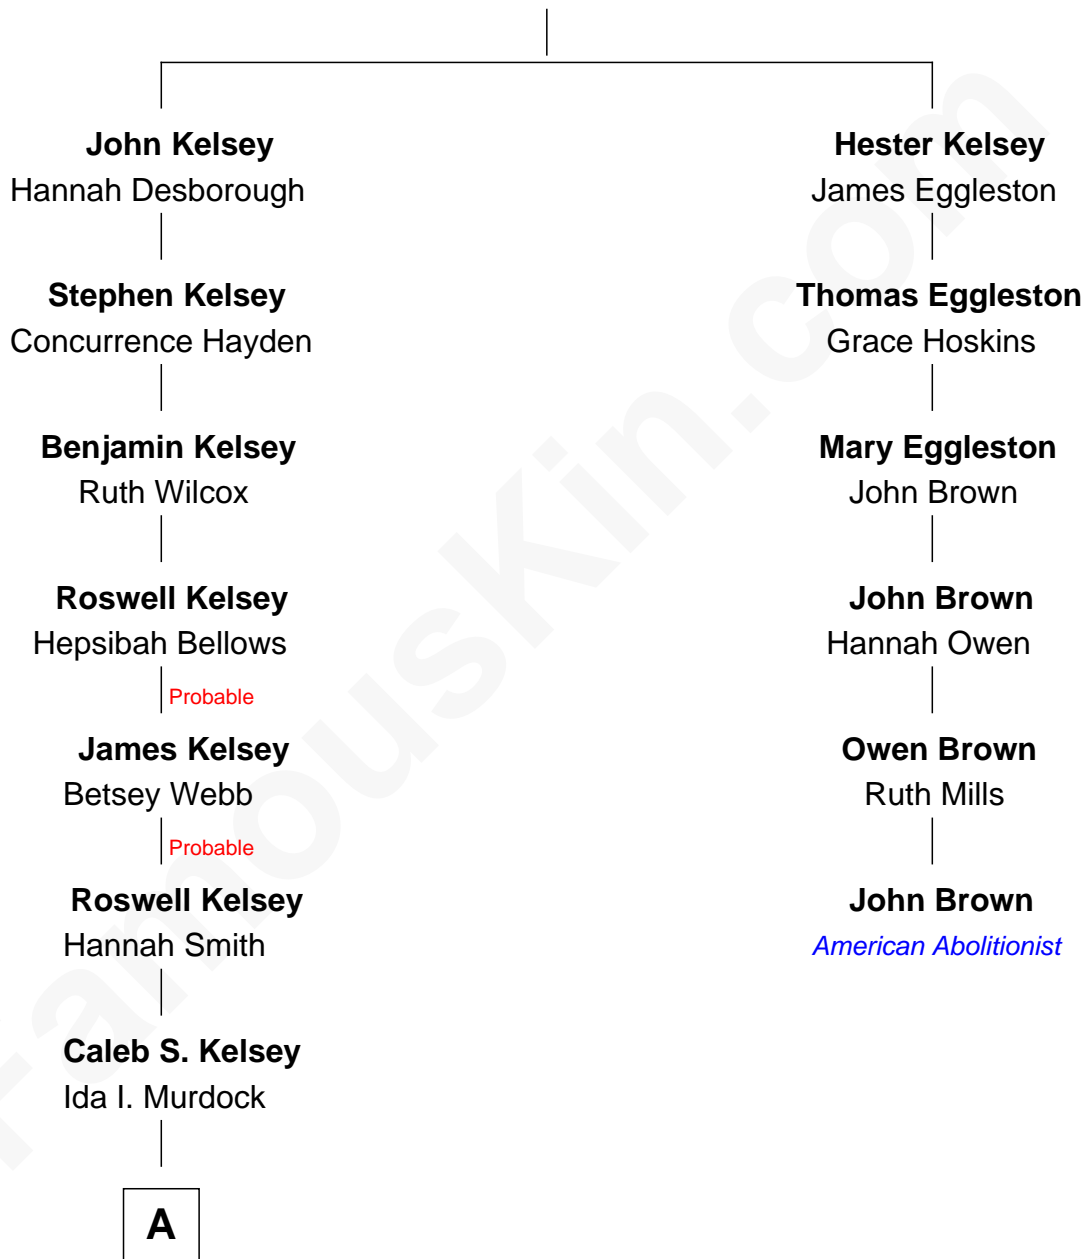 John Kelsey
Hannah Desborough
Stephen Kelsey
Concurrence Hayden
Benjamin Kelsey
Ruth Wilcox
Roswell Kelsey
Hepsibah Bellows
Probable
James Kelsey
Betsey Webb
Probable
Roswell Kelsey
Hannah Smith
Caleb S. Kelsey
Ida I. Murdock
A
Hester Kelsey
James Eggleston
Thomas Eggleston
Grace Hoskins
Mary Eggleston
John Brown
John Brown
Hannah Owen
Owen Brown
Ruth Mills
John Brown
American Abolitionist
FamousKin.com